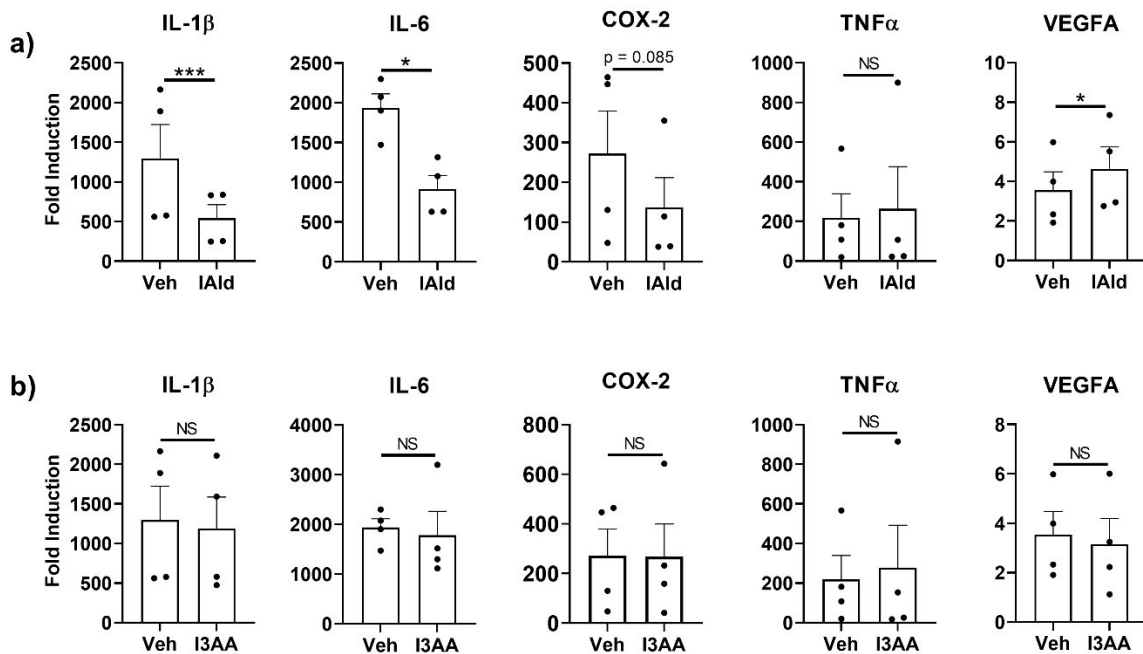 a)
IL-1β
IL-6
COX-2
TNFα
VEGFA
Fold Induction
2500
2000
1500
1000
500
0
***
Veh
IAld
2500
2000
1500
1000
500
0
*
Veh
IAld
500
400
300
200
100
0
p = 0.085
Veh
IAld
1000
800
600
400
200
0
NS
Veh
IAld
10
8
6
4
2
0
*
Veh
IAld
b)
IL-1β
IL-6
COX-2
TNFα
VEGFA
Fold Induction
2500
2000
1500
1000
500
0
NS
Veh
I3AA
4000
3000
2000
1000
0
NS
Veh
I3AA
800
600
400
200
0
NS
Veh
I3AA
1000
800
600
400
200
0
NS
Veh
I3AA
8
6
4
2
0
NS
Veh
I3AA